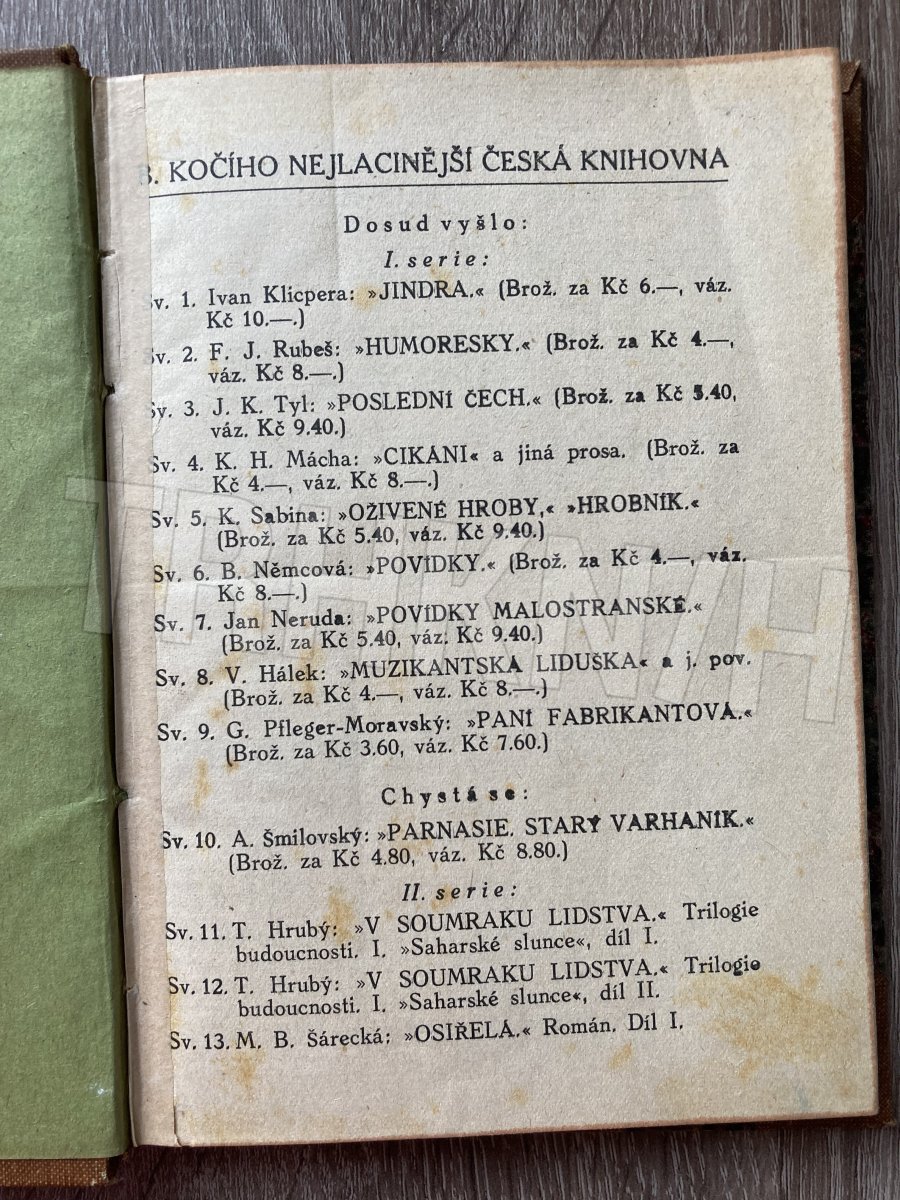 B. KOČÍHO NEJLACINĚJŠÍ ČESKÁ KNIHOVNA
Dosud vyšlo:
I. serie:
Sv. 1. Ivan Klicpera: »JINDRA.« (Brož. za Kč 6.—, váz.
Kč 10.—.)
Sv. 2. F. J. Rubeš: »HUMORESKY.« (Brož. za Kč 4.—,
váz. Kč 8.—.)
Sv. 3. J. K. Tyl: »POSLEDNÍ ČECH.« (Brož. za Kč 5.40,
váz. Kč 9.40.)
Sv. 4. K. H. Mácha: »CIKÁNI« a jiná prosa. (Brož. za
Kč 4.—, váz. Kč 8.—.)
Sv. 5. K. Sabina: »OŽIVENÉ HROBY,« »HROBNÍK.«
(Brož. za Kč 5.40, váz. Kč 9.40.)
Sv. 6. B. Němcová: »POVÍDKY.« (Brož. za Kč 4.—, váz.
Kč 8.—.)
Sv. 7. Jan Neruda: »POVÍDKY MALOSTRANSKÉ.«
(Brož. za Kč 5.40, váz. Kč 9.40.)
Sv. 8. V. Hálek: »MUZIKANTSKÁ LIDUŠKA« a j. pov.
(Brož. za Kč 4.—, váz. Kč 8.—.)
Sv. 9. G. Pfleger-Moravský: »PANÍ FABRIKANTOVÁ.«
(Brož. za Kč 3.60, váz. Kč 7.60.)
Chystá se:
Sv. 10. A. Šmilovský: »PARNASIE. STARÝ VARHANÍK.«
(Brož. za Kč 4.80, váz. Kč 8.80.)
II. serie:
Sv. 11. T. Hrubý: »V SOUMRAKU LIDSTVA.« Trilogie
budoucnosti. I. »Saharské slunce«, díl I.
Sv. 12. T. Hrubý: »V SOUMRAKU LIDSTVA.« Trilogie
budoucnosti. I. »Saharské slunce«, díl II.
Sv. 13. M. B. Šárecká: »OSIŘELÁ.« Román. Díl I.